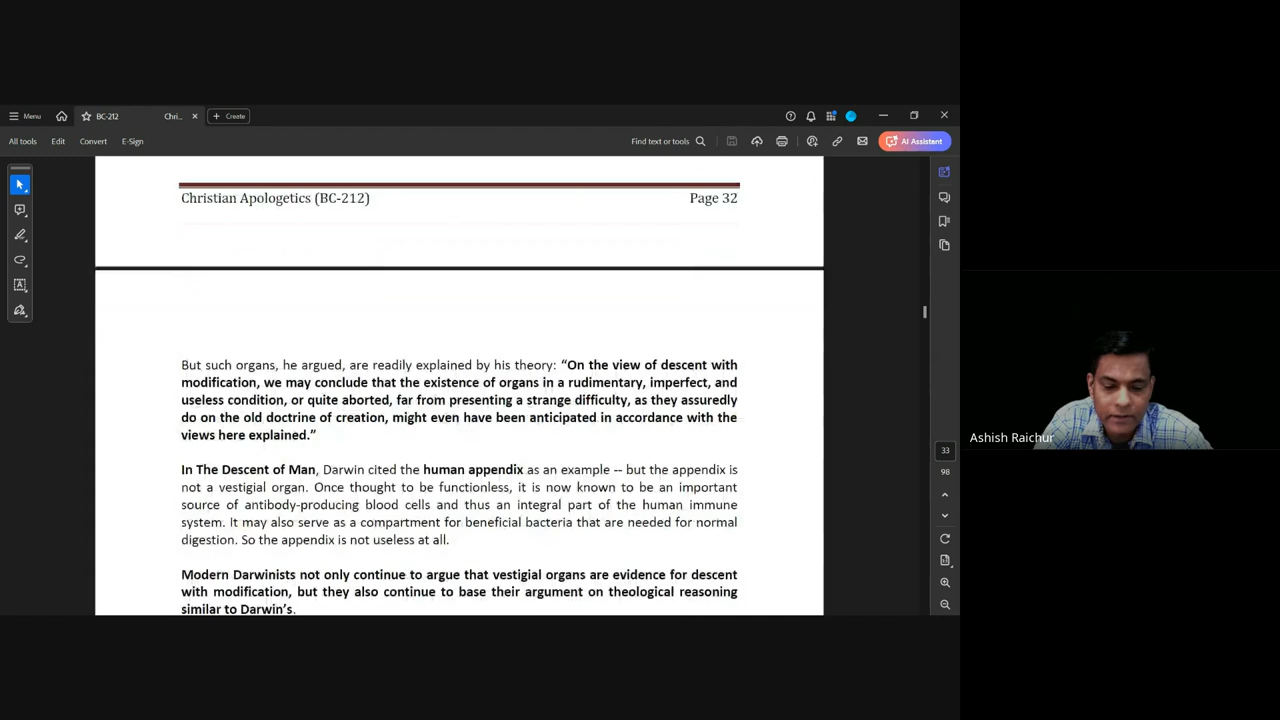 Menu
BC-212
Chri...
Create
All tools
Edit
Convert
E-Sign
Find text or tools
AI Assistant
Christian Apologetics (BC-212)
Page 32
But such organs, he argued, are readily explained by his theory: “On the view of descent with
modification, we may conclude that the existence of organs in a rudimentary, imperfect, and
useless condition, or quite aborted, far from presenting a strange difficulty, as they assuredly
do on the old doctrine of creation, might even have been anticipated in accordance with the
views here explained.”
In The Descent of Man, Darwin cited the human appendix as an example -- but the appendix is
not a vestigial organ. Once thought to be functionless, it is now known to be an important
source of antibody-producing blood cells and thus an integral part of the human immune
system. It may also serve as a compartment for beneficial bacteria that are needed for normal
digestion. So the appendix is not useless at all.
Modern Darwinists not only continue to argue that vestigial organs are evidence for descent
with modification, but they also continue to base their argument on theological reasoning
similar to Darwin’s.
33
98
Ashish Raichur